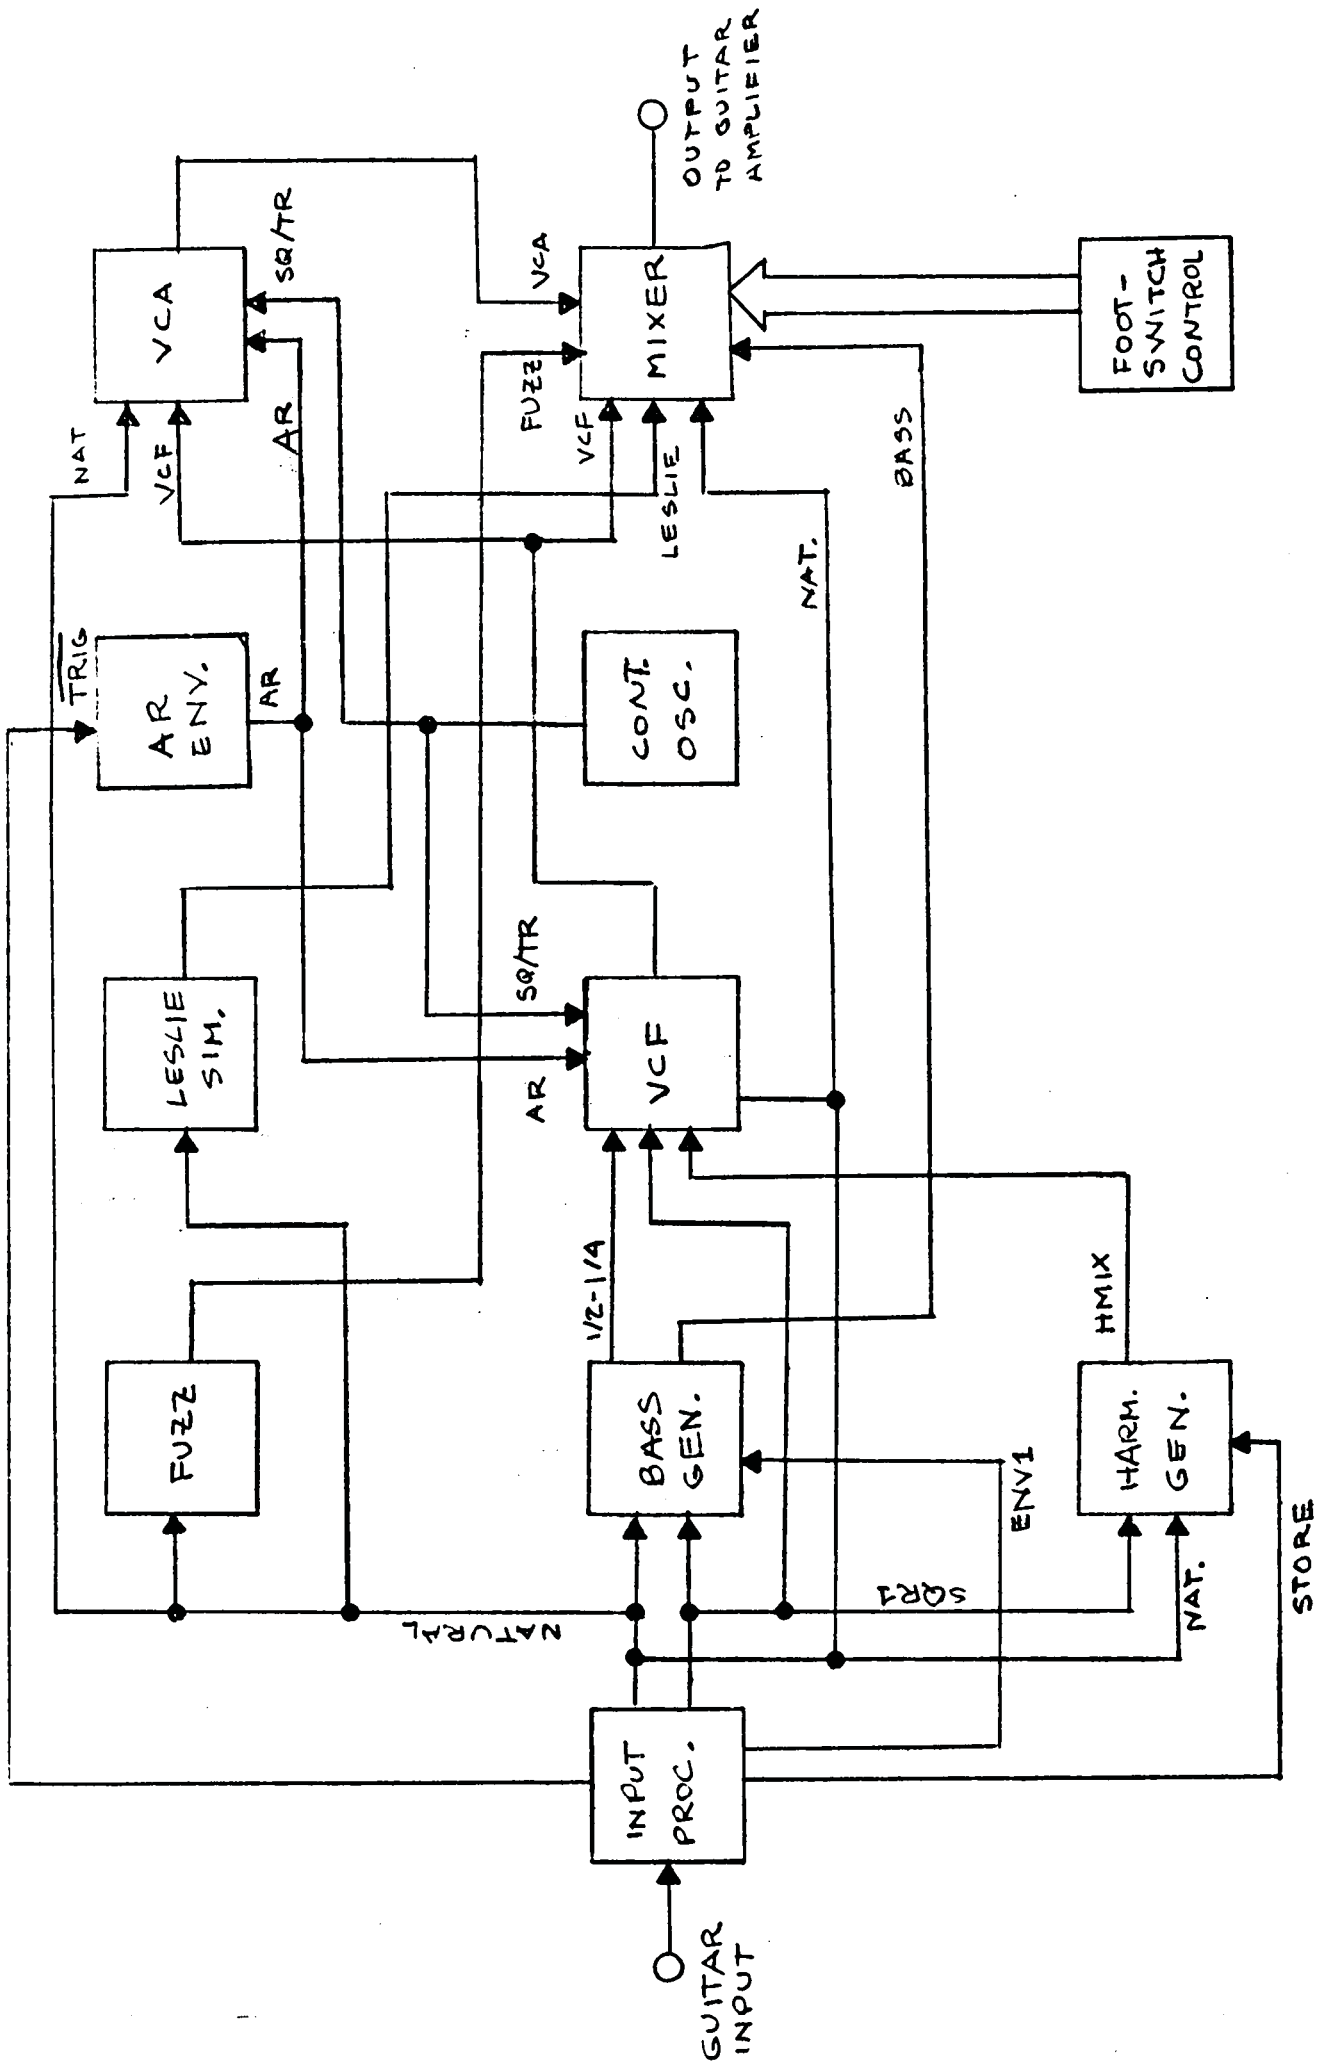 GUITAR
INPUT
INPUT
PROC.
NATURAL
SQR1
NAT.
STORE
ENV1
FUZZ
BASS
GEN.
HARM.
GEN.
1/2-1/4
HMIX
LESLIE
SIM.
AR
SQ/TR
VCF
TRIG
AR
ENV.
AR
CONT.
OSC.
NAT.
NAT
VCF
AR
SQ/TR
VCA
FUZZ
VCA
VCF
LESLIE
BASS
MIXER
FOOT-
SWITCH
CONTROL
OUTPUT
TO GUITAR
AMPLIFIER